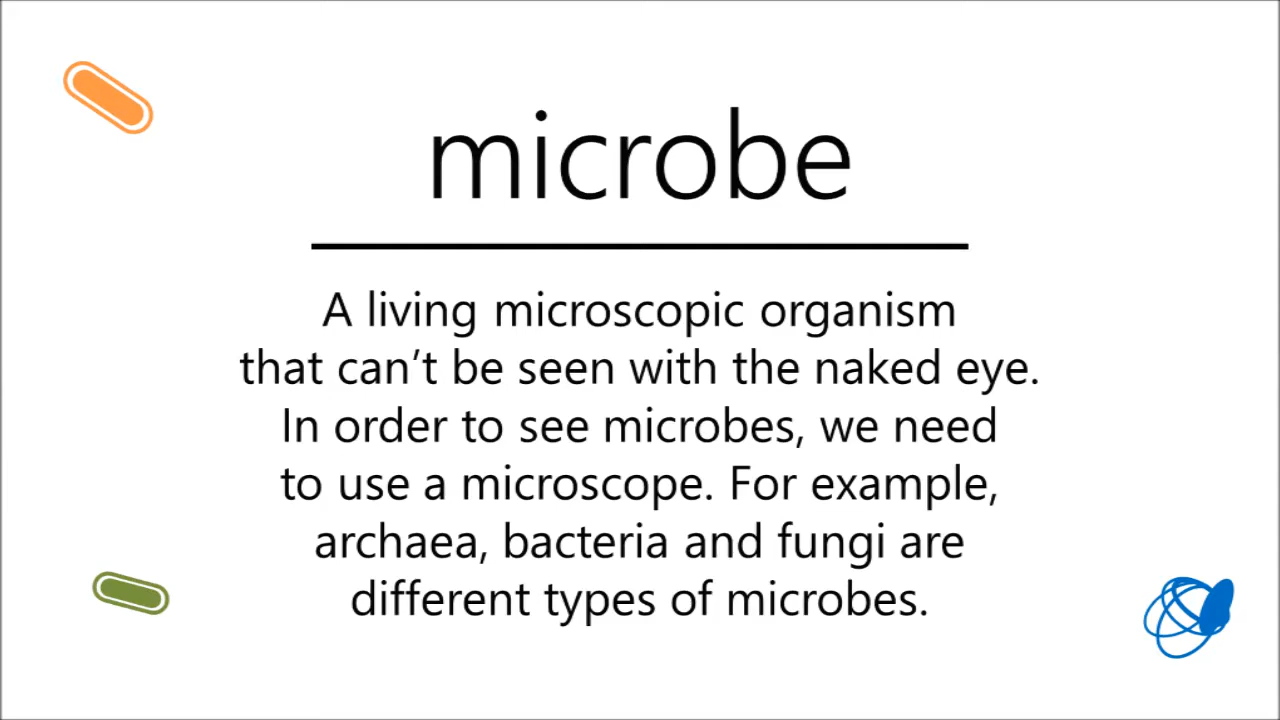 microbe
A living microscopic organism
that can’t be seen with the naked eye.
In order to see microbes, we need
to use a microscope. For example,
archaea, bacteria and fungi are
different types of microbes.